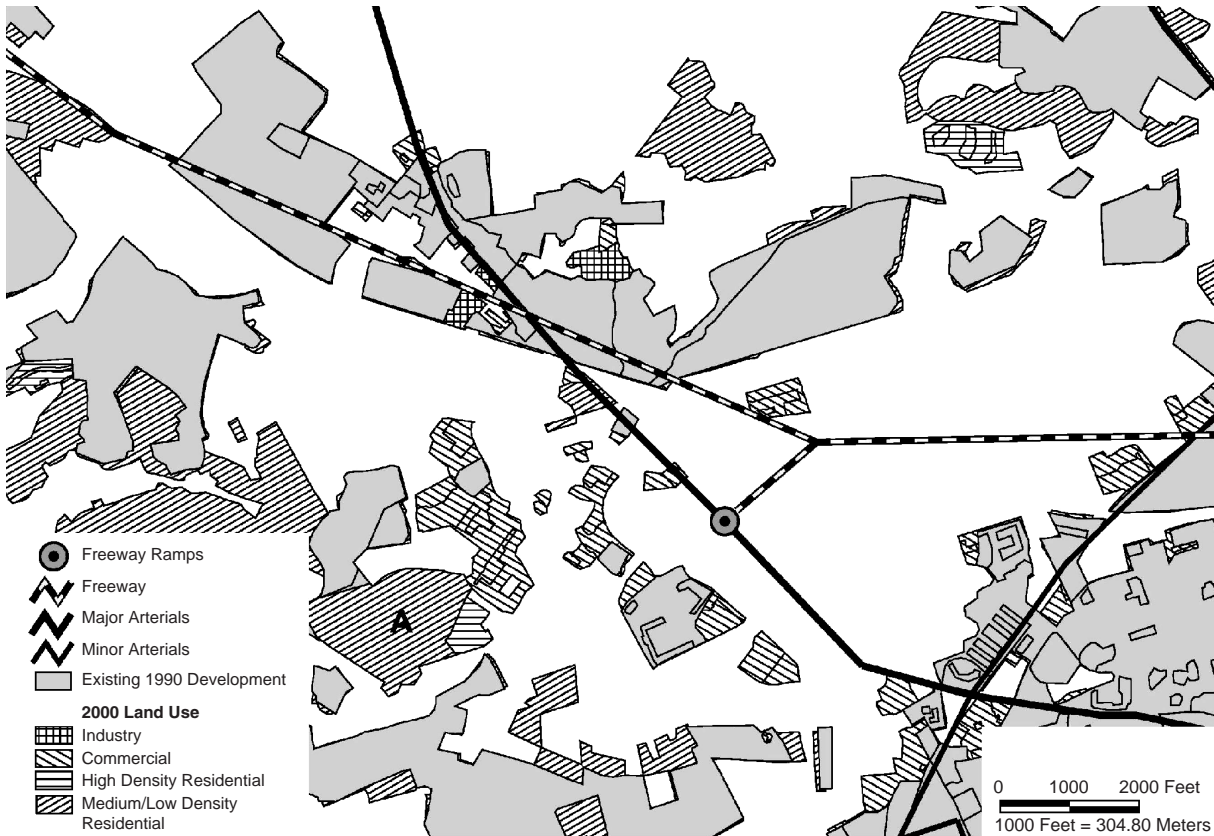 A
Freeway Ramps
Freeway
Major Arterials
Minor Arterials
Existing 1990 Development
2000 Land Use
Industry
Commercial
High Density Residential
Medium/Low Density
Residential
0 1000 2000 Feet
1000 Feet = 304.80 Meters